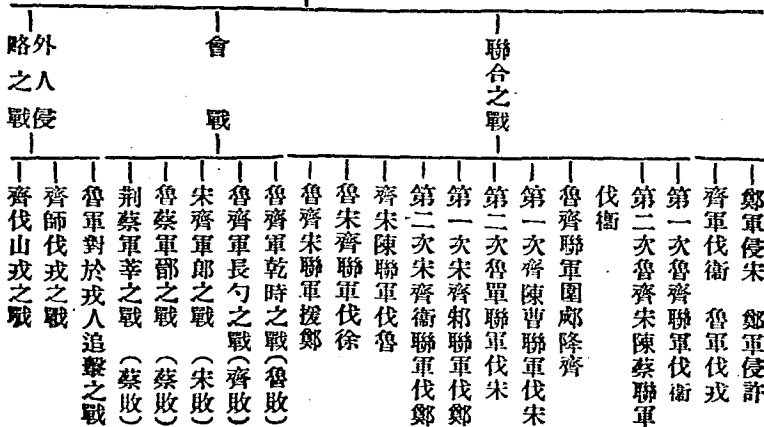 鄭軍侵宋　鄭軍侵許
齊軍伐衞　魯軍伐戎
聯合之戰
第一次魯齊聯軍伐衞
第二次魯齊宋陳蔡聯軍
伐衞
魯齊聯軍圍郕降齊
第一次齊陳曹聯軍伐宋
第二次魯單聯軍伐宋
第一次宋齊邾聯軍伐鄭
第二次宋齊衞聯軍伐鄭
齊宋陳聯軍伐魯
魯宋齊聯軍伐徐
魯齊宋聯軍援鄭
會戰
魯齊軍乾時之戰(魯敗)
魯齊軍長勺之戰(齊敗)
宋齊軍郎之戰　(宋敗)
魯蔡軍鄑之戰　(蔡敗)
荆蔡軍莘之戰　(蔡敗)
外人侵
略之戰
魯軍對於戎人追擊之戰
齊師伐戎之戰
齊伐山戎之戰